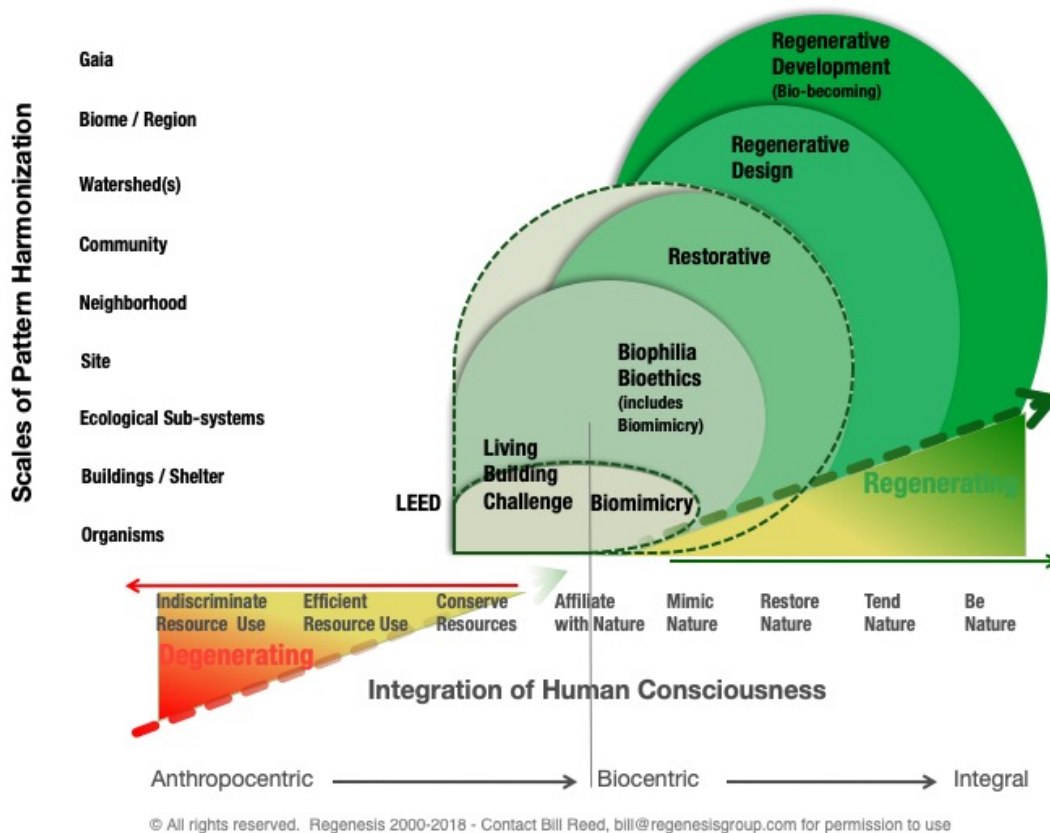 Scales of Pattern Harmonization
Gaia
Biome / Region
Watershed(s)
Community
Neighborhood
Site
Ecological Sub-systems
Buildings / Shelter
Organisms
Regenerative
Development
(Bio-becoming)
Regenerative
Design
Restorative
Biophilia
Bioethics
(includes
Biomimicry)
Living
Building
Challenge
LEED
Biomimicry
Regenerating
Indiscriminate
Resource Use
Efficient
Resource Use
Conserve
Resources
Affiliate
with Nature
Mimic
Nature
Restore
Nature
Tend
Nature
Be
Nature
Degenerating
Integration of Human Consciousness
Anthropocentric
Biocentric
Integral
© All rights reserved. Regenesis 2000-2018 - Contact Bill Reed, bill@regenesisgroup.com for permission to use